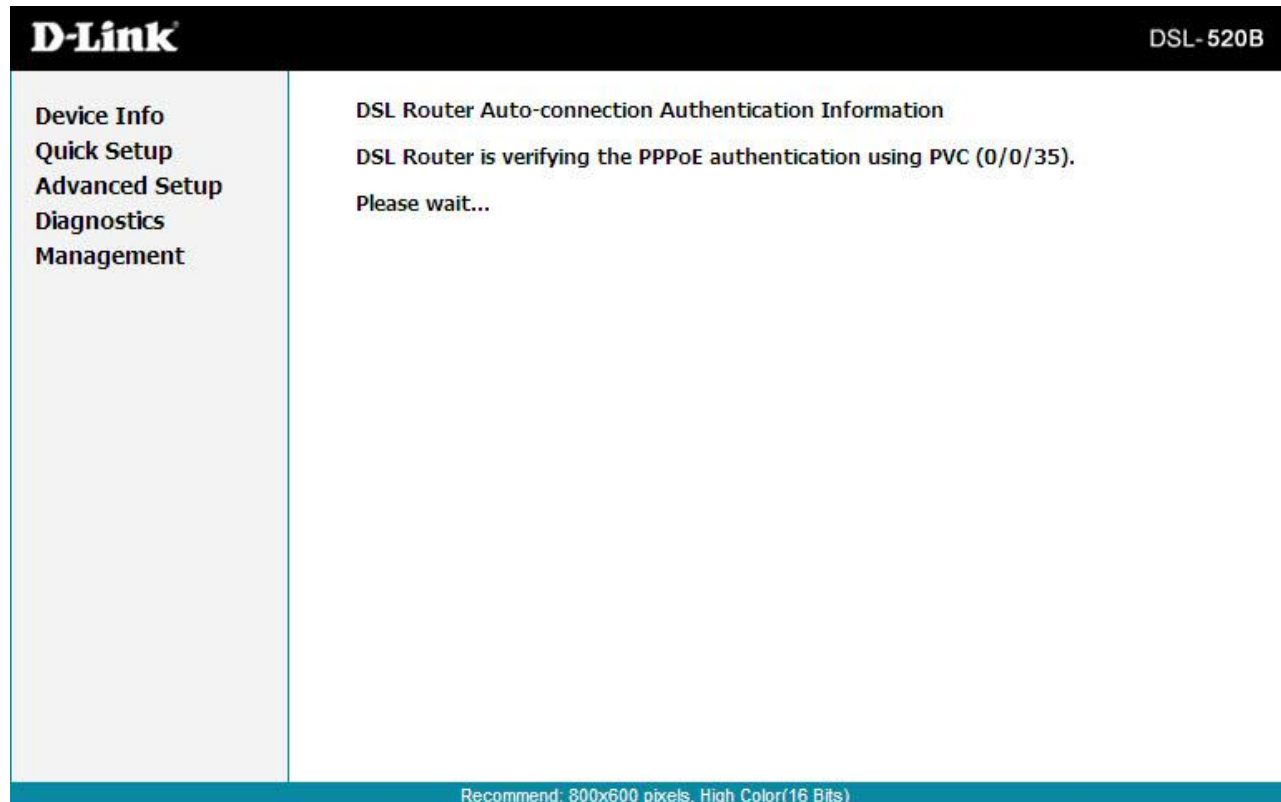 D-Link
DSL-520B
Device Info
Quick Setup
Advanced Setup
Diagnostics
Management
DSL Router Auto-connection Authentication Information
DSL Router is verifying the PPPoE authentication using PVC (0/0/35).
Please wait...
Recommend: 800x600 pixels, High Color(16 Bits)